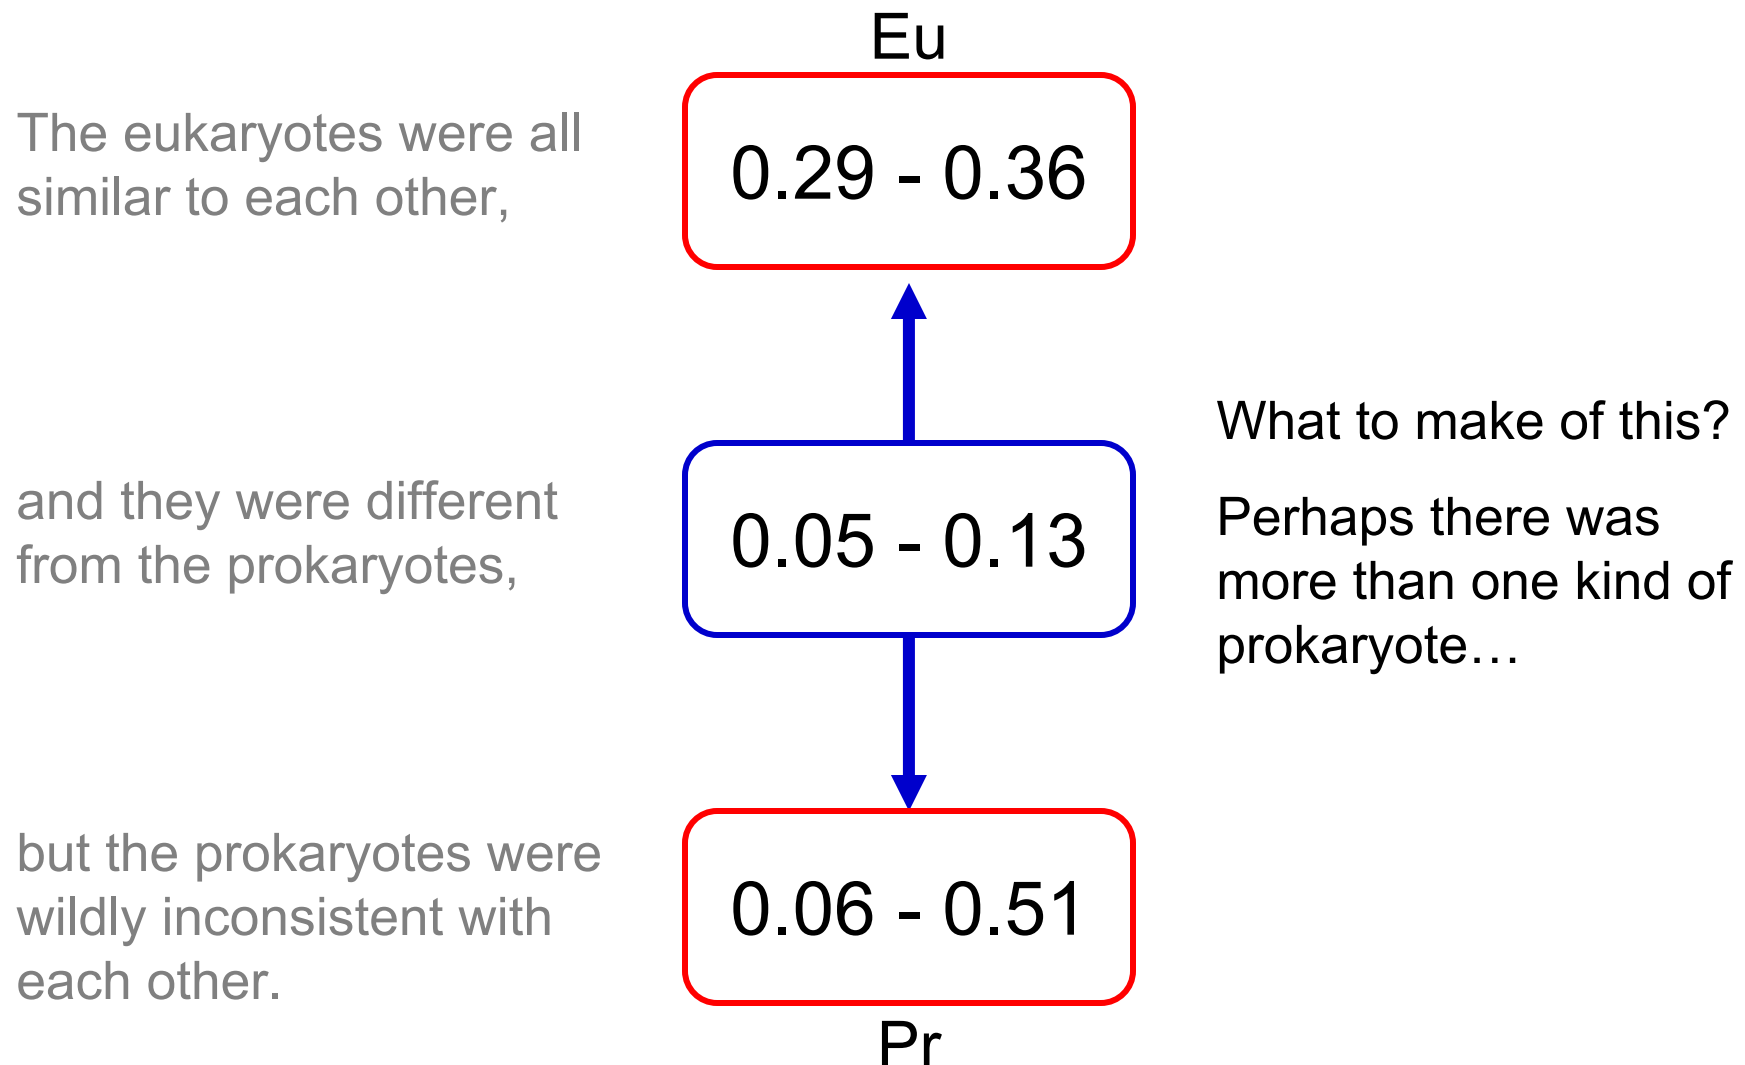 Eu
The eukaryotes were all
similar to each other,
0.29 - 0.36
and they were different
from the prokaryotes,
0.05 - 0.13
What to make of this?
Perhaps there was
more than one kind of
prokaryote…
but the prokaryotes were
wildly inconsistent with
each other.
0.06 - 0.51
Pr